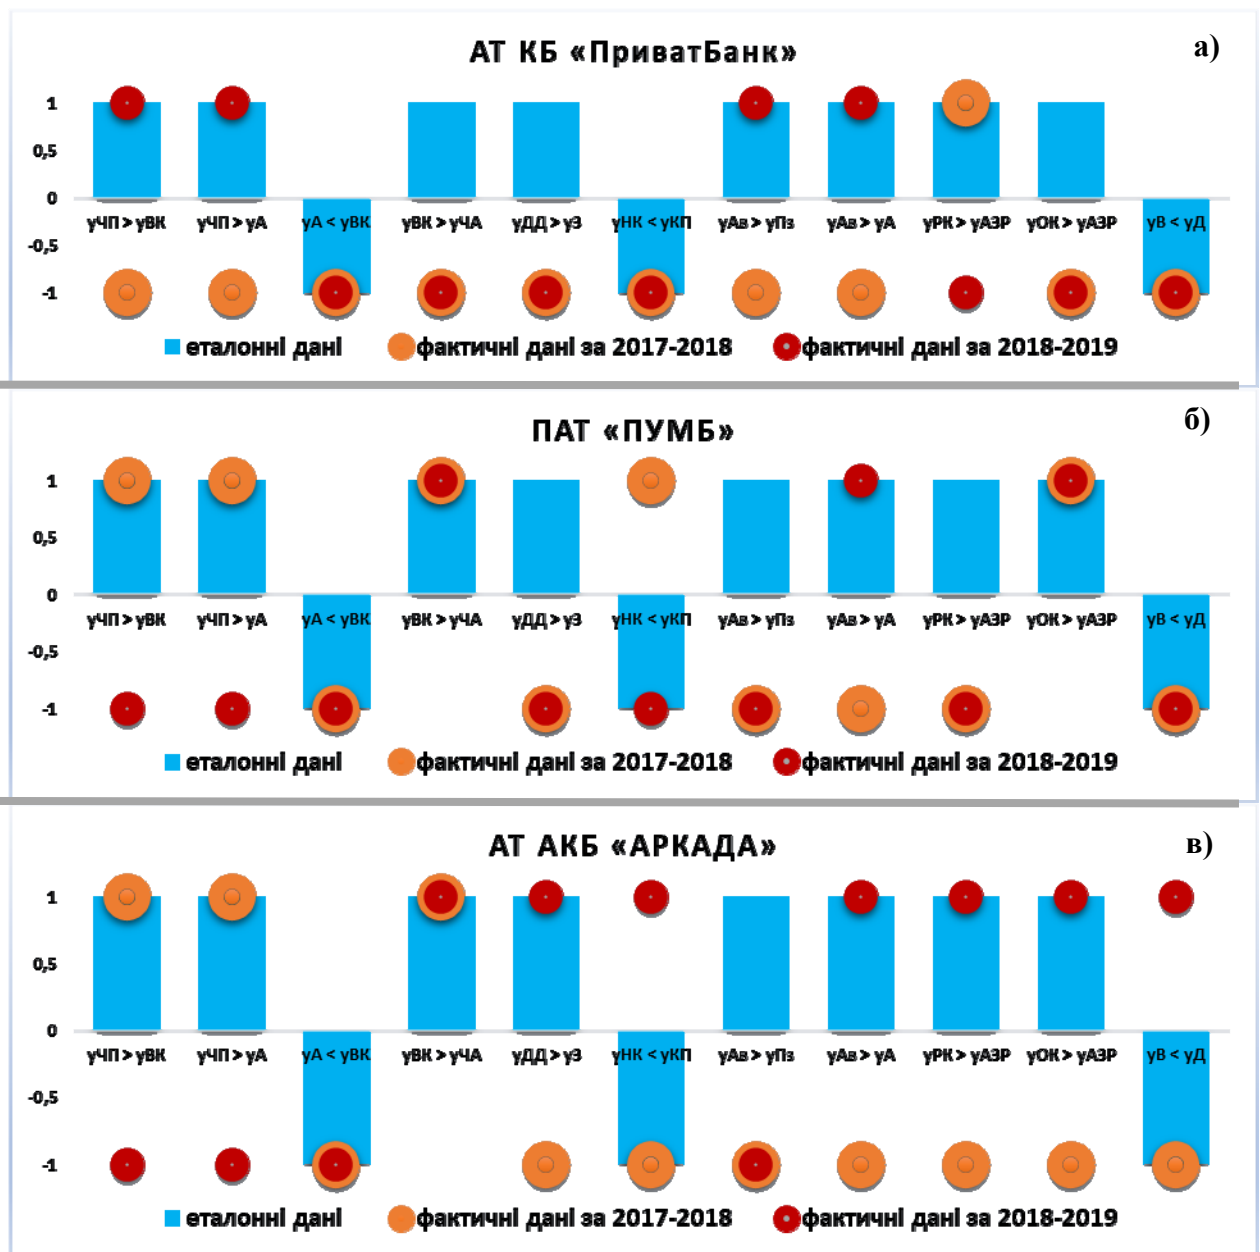 а)
АТ КБ «ПриватБанк»
1
0,5
0
уЧП > уВК уЧП > уА уА < уВК уВК > уЧА уДД > уЗ уНК < уКП уАв > уПз уАв > уА уРК > уАЗР уОК > уАЗР уВ < уД
-0,5
-1
еталонні дані фактичні дані за 2017-2018 фактичні дані за 2018-2019
б)
ПАТ «ПУМБ»
1
0,5
0
уЧП > уВК уЧП > уА уА < уВК уВК > уЧА уДД > уЗ уНК < уКП уАв > уПз уАв > уА уРК > уАЗР уОК > уАЗР уВ < уД
-0,5
-1
еталонні дані фактичні дані за 2017-2018 фактичні дані за 2018-2019
в)
АТ АКБ «АРКАДА»
1
0,5
0
уЧП > уВК уЧП > уА уА < уВК уВК > уЧА уДД > уЗ уНК < уКП уАв > уПз уАв > уА уРК > уАЗР уОК > уАЗР уВ < уД
-0,5
-1
еталонні дані фактичні дані за 2017-2018 фактичні дані за 2018-2019